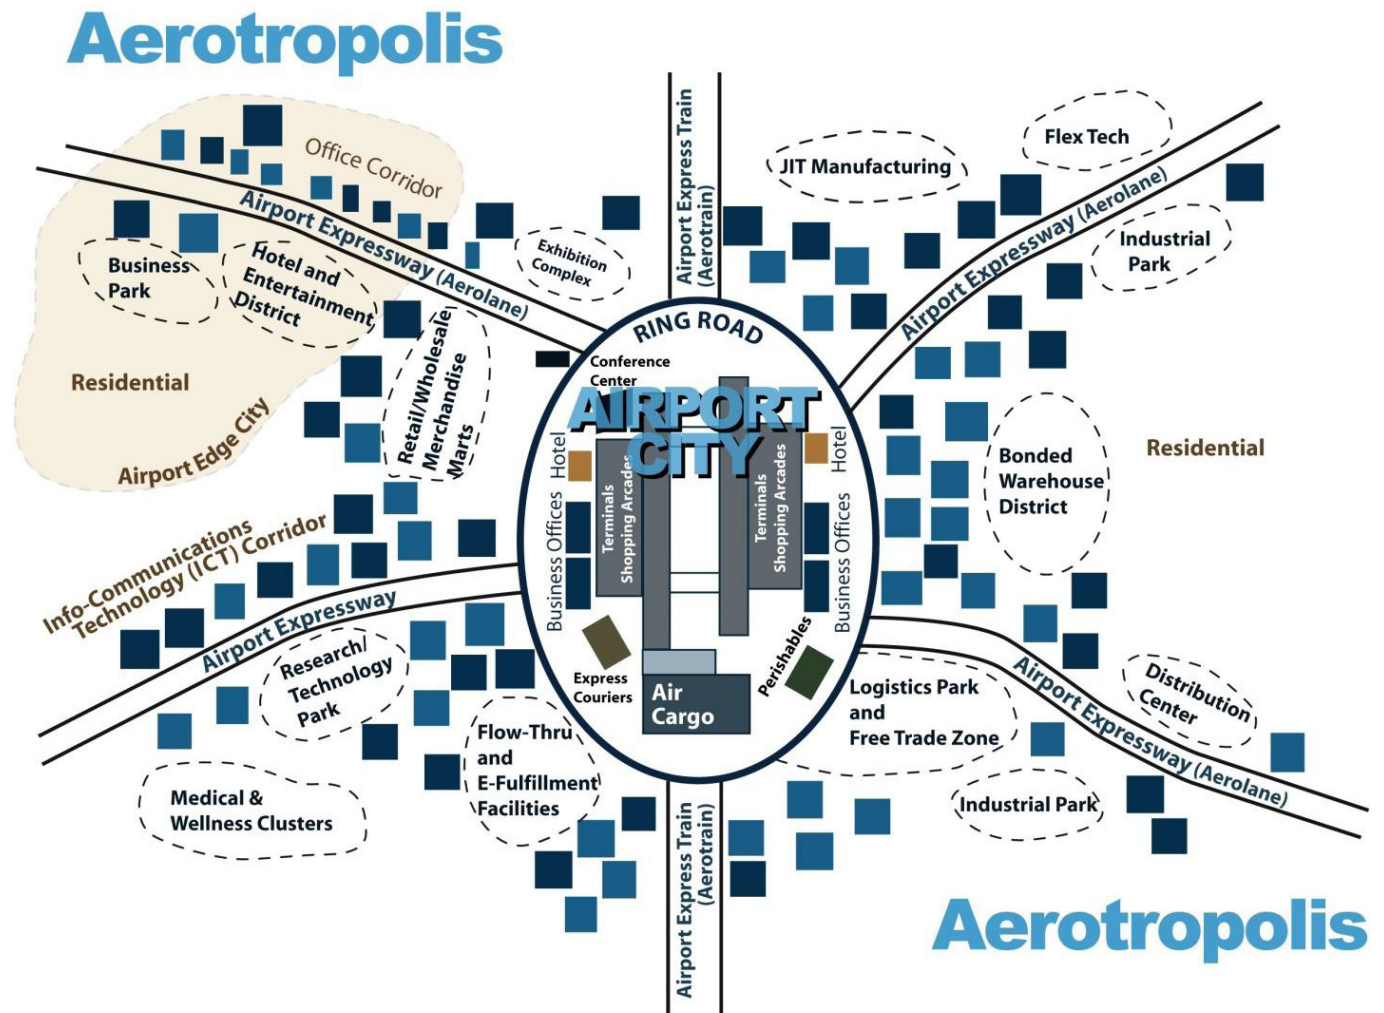 Aerotropolis
Office Corridor
Airport Expressway (Aerolane)
Business
Park
Hotel and
Entertainment
District
Residential
Airport Edge City
Exhibition
Complex
Retail/Wholesale
Merchandise
Marts
Airport Express Train
(Aerotrain)
JIT Manufacturing
Flex Tech
Airport Expressway (Aerolane)
Industrial
Park
RING ROAD
Conference
Center
AIRPORT
CITY
Hotel
Hotel
Terminals
Shopping Arcades
Terminals
Shopping Arcades
Business Offices
Business Offices
Express
Couriers
Air
Cargo
Perishables
Bonded
Warehouse
District
Residential
Info-Communications
Technology (ICT) Corridor
Airport Expressway
Research/
Technology
Park
Medical &
Wellness Clusters
Flow-Thru
and
E-Fulfillment
Facilities
Logistics Park
and
Free Trade Zone
Airport Expressway (Aerolane)
Distribution
Center
Industrial Park
Airport Express Train
(Aerotrain)
Aerotropolis